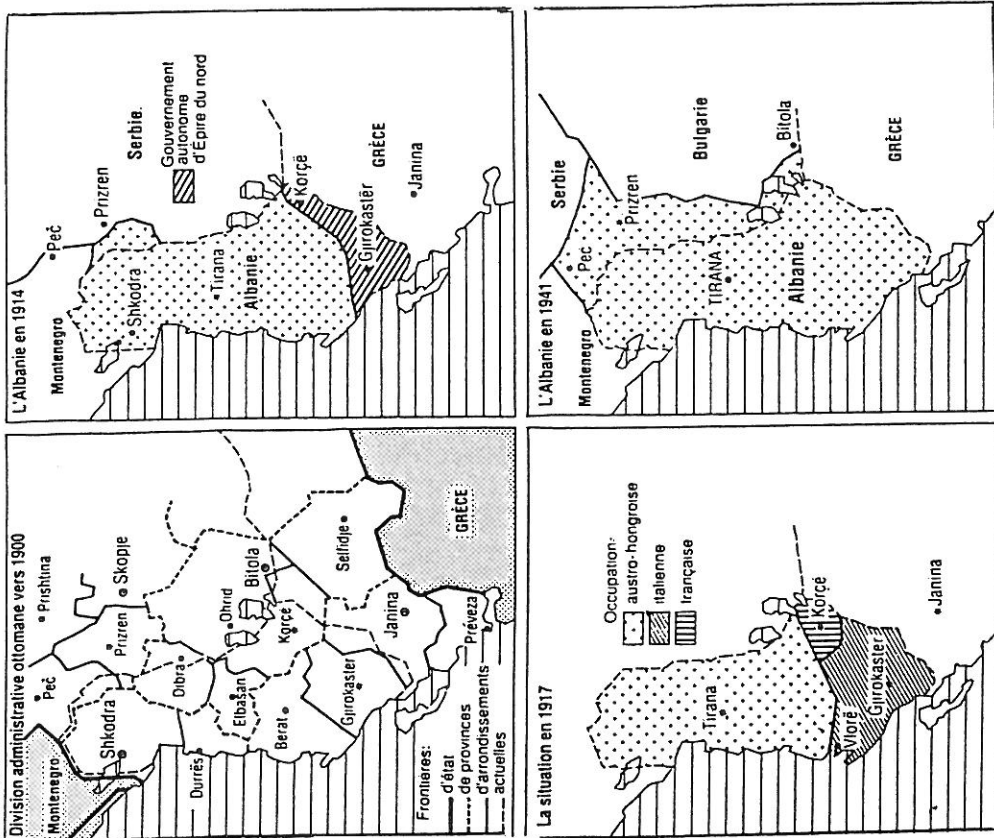 Division administrative ottomane vers 1900
Montenegro
Peč
Prishtina
Shkodra
Prizren
Skopje
Dibra
Durrës
Elbasan
Ohrid
Bitola
Berat
Korçë
Selfidje
Gjirokaster
Janina
Préveza
GRÈCE
Frontières:
d'état
de provinces
d'arrondissements
actuelles
L'Albanie en 1914
Montenegro
Peč
Serbie.
Prizren
Shkodra
Gouvernement
autonome
d'Épire du nord
Tirana
Albanie
Korçë
Gjirokastër
GRÈCE
Janina
La situation en 1917
Occupation:
austro-hongroise
italienne
française
Tirana
Korçë
Vlorë
Gjirokaster
Janina
L'Albanie en 1941
Montenegro
Serbie
Peč
Prizren
Bulgarie
TIRANA
Albanie
Bitola
GRÈCE